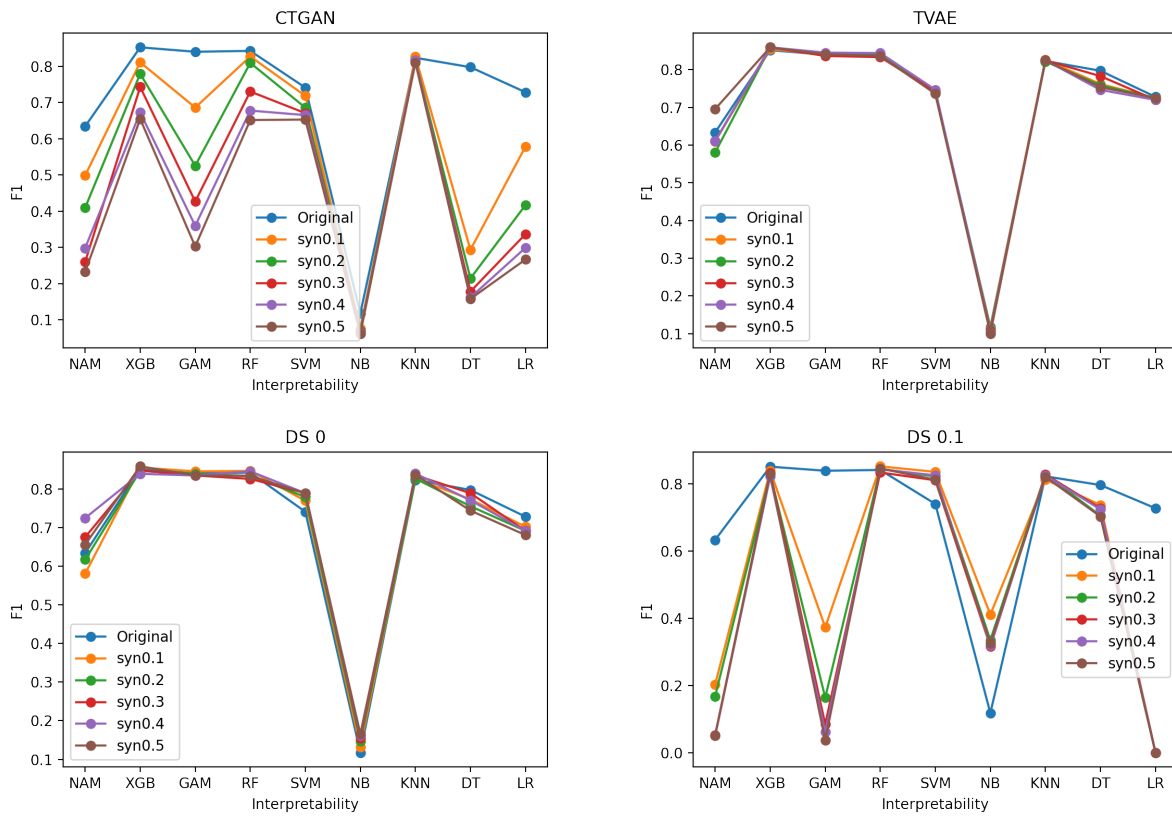 CTGAN
F1
0.8
0.7
0.6
0.5
0.4
0.3
0.2
0.1
Original
syn0.1
syn0.2
syn0.3
syn0.4
syn0.5
NAM XGB GAM RF SVM NB KNN DT LR
Interpretability
TVAE
F1
0.8
0.7
0.6
0.5
0.4
0.3
0.2
0.1
Original
syn0.1
syn0.2
syn0.3
syn0.4
syn0.5
NAM XGB GAM RF SVM NB KNN DT LR
Interpretability
DS 0
F1
0.8
0.7
0.6
0.5
0.4
0.3
0.2
0.1
Original
syn0.1
syn0.2
syn0.3
syn0.4
syn0.5
NAM XGB GAM RF SVM NB KNN DT LR
Interpretability
DS 0.1
F1
0.8
0.6
0.4
0.2
0.0
Original
syn0.1
syn0.2
syn0.3
syn0.4
syn0.5
NAM XGB GAM RF SVM NB KNN DT LR
Interpretability